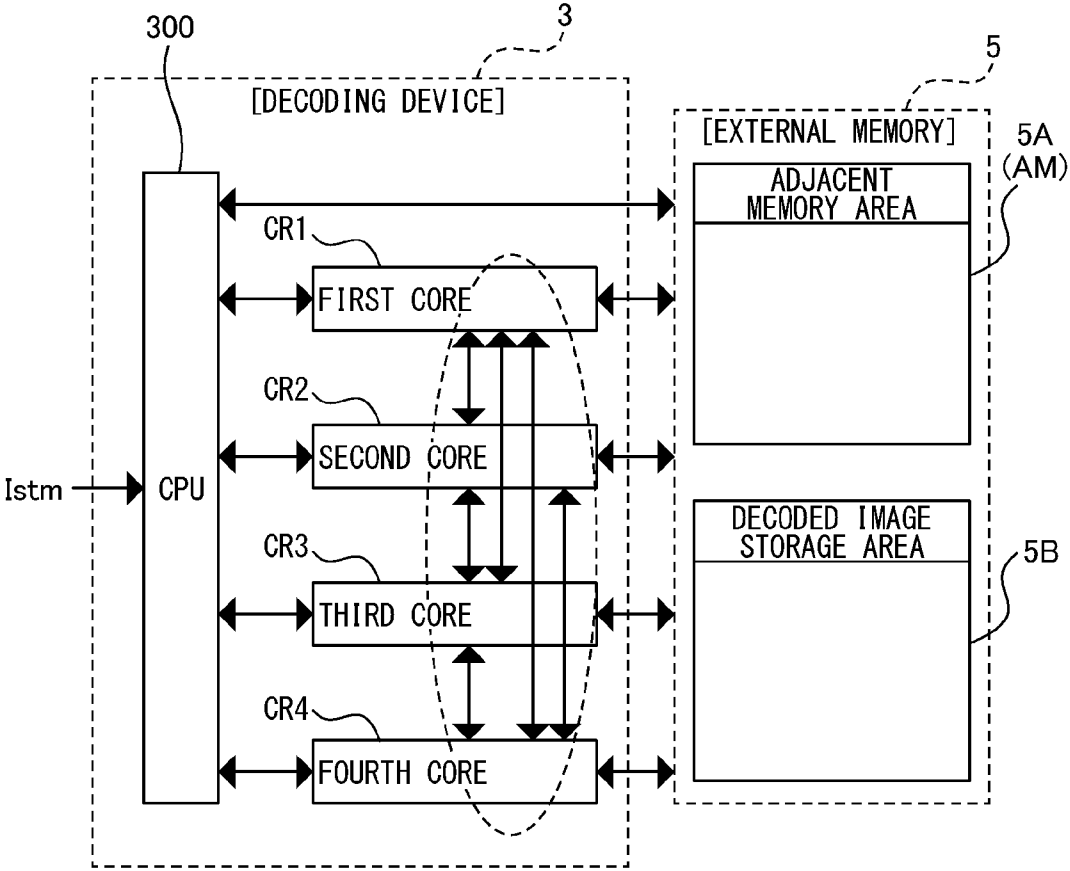 300
3
5
[DECODING DEVICE]
[EXTERNAL MEMORY]
5A
(AM)
ADJACENT
MEMORY AREA
CR1
FIRST CORE
CR2
SECOND CORE
Istm
CPU
DECODED IMAGE
STORAGE AREA
5B
CR3
THIRD CORE
CR4
FOURTH CORE